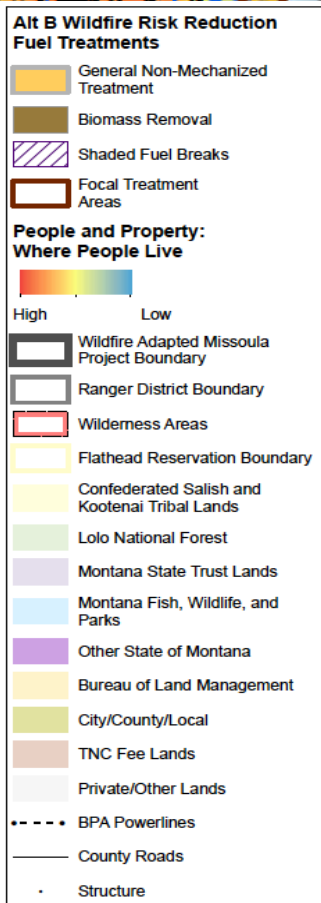 Alt B Wildfire Risk Reduction
Fuel Treatments
General Non-Mechanized
Treatment
Biomass Removal
Shaded Fuel Breaks
Focal Treatment
Areas
People and Property:
Where People Live
High Low
Wildfire Adapted Missoula
Project Boundary
Ranger District Boundary
Wilderness Areas
Flathead Reservation Boundary
Confederated Salish and
Kootenai Tribal Lands
Lolo National Forest
Montana State Trust Lands
Montana Fish, Wildlife, and
Parks
Other State of Montana
Bureau of Land Management
City/County/Local
TNC Fee Lands
Private/Other Lands
BPA Powerlines
County Roads
Structure